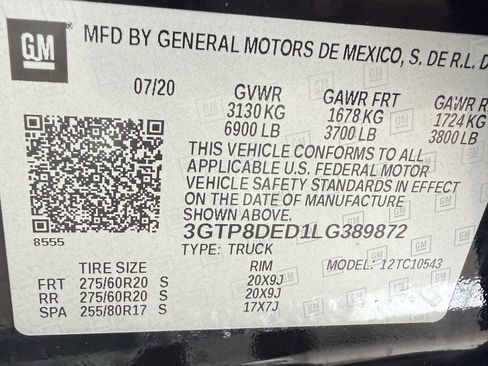 GM
MFD BY GENERAL MOTORS DE MEXICO, S. DE R.L. D
07/20 GVWR GAWR FRT GAWR R
3130 KG 1678 KG 1724 KG
6900 LB 3700 LB 3800 LB
THIS VEHICLE CONFORMS TO ALL
APPLICABLE U.S. FEDERAL MOTOR
VEHICLE SAFETY STANDARDS IN EFFECT
ON THE DATE OF MANUFACTURE SHOWN ABOVE.
8555 3GTP8DED1LG389872
TYPE: TRUCK
TIRE SIZE RIM MODEL: 12TC10543
FRT 275/60R20 S 20X9J
RR 275/60R20 S 20X9J
SPA 255/80R17 S 17X7J